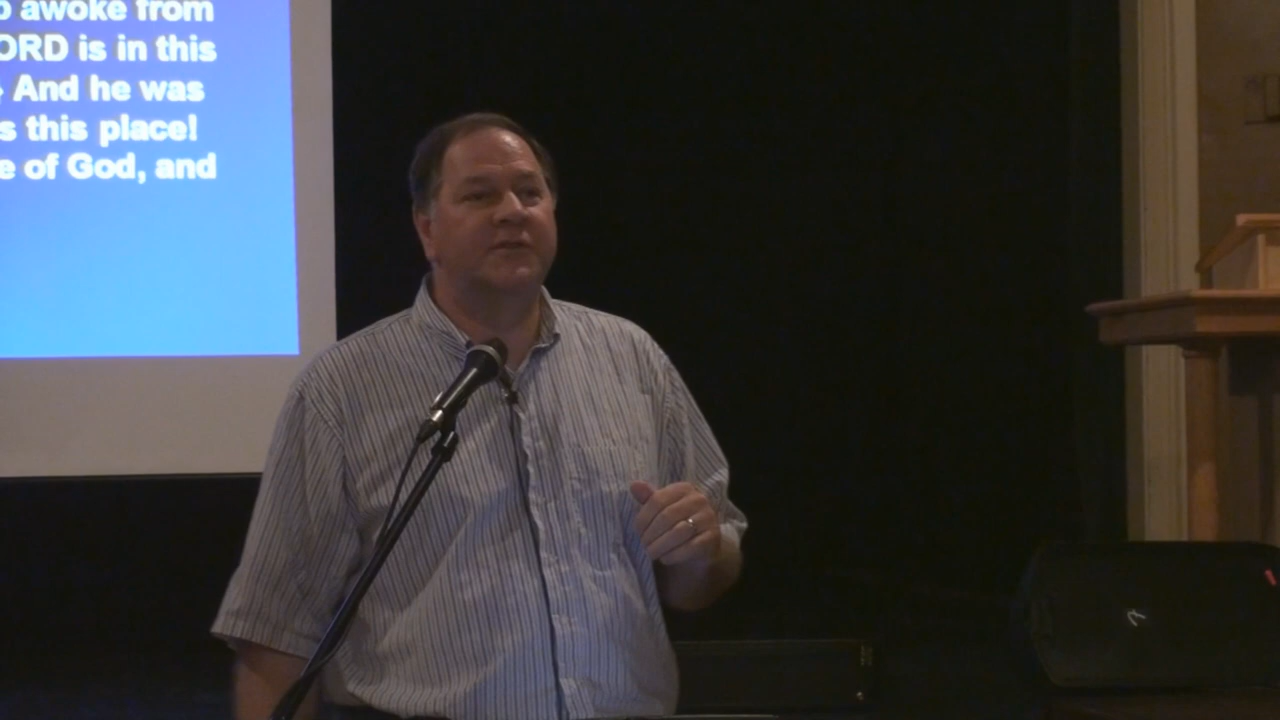 awoke from
ORD is in this
And he was
s this place!
e of God, and